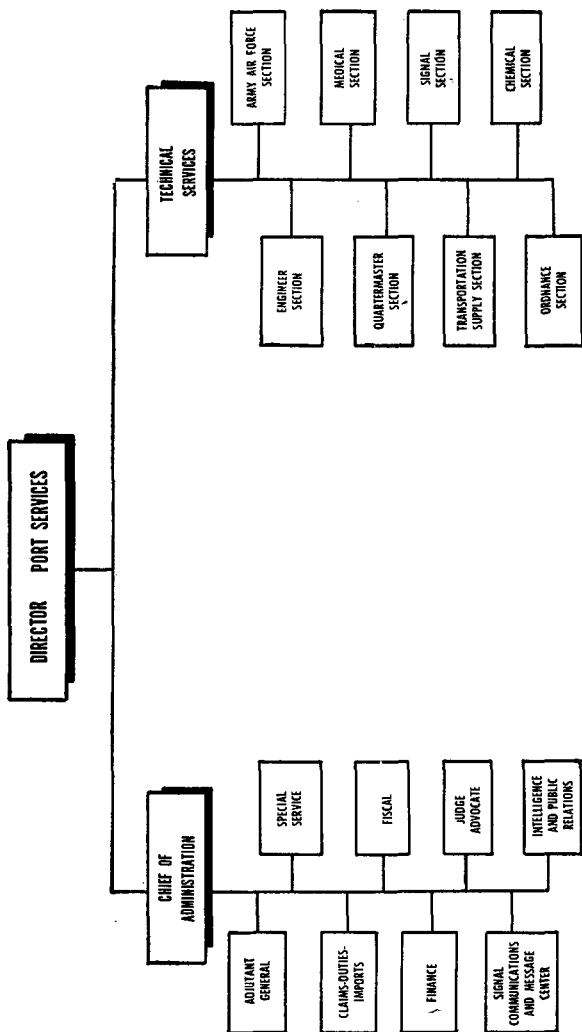 DIRECTOR PORT SERVICES
CHIEF OF
ADMINISTRATION
TECHNICAL
SERVICES
ADJUTANT
GENERAL
SPECIAL
SERVICE
CLAIMS-DUTIES-
IMPORTS
FISCAL
FINANCE
JUDGE
ADVOCATE
SIGNAL
COMMUNICATIONS
AND MESSAGE
CENTER
INTELLIGENCE
AND PUBLIC
RELATIONS
ENGINEER
SECTION
ARMY AIR FORCE
SECTION
QUARTERMASTER
SECTION
MEDICAL
SECTION
TRANSPORTATION
SUPPLY SECTION
SIGNAL
SECTION
ORDNANCE
SECTION
CHEMICAL
SECTION